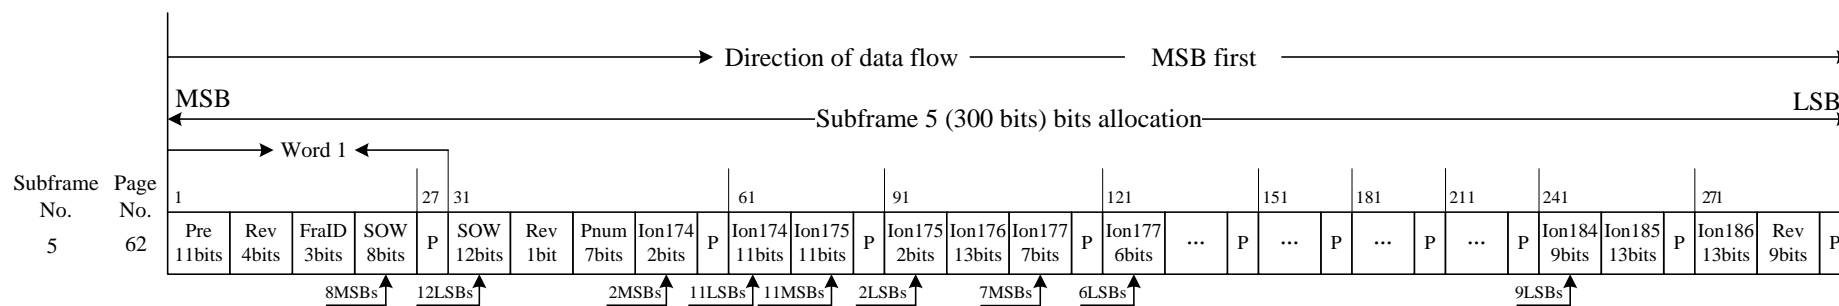 Direction of data flow MSB first
MSB LSB
Subframe 5 (300 bits) bits allocation
Word 1
Subframe Page
No. No.
1 27 31 61 91 121 151 181 211 241 271
5 62
Pre Rev FraID SOW P SOW Rev Pnum Ion174 P Ion174 Ion175 P Ion175 Ion176 Ion177 P Ion177 ... P ... P ... P ... P Ion184 Ion185 P Ion186 Rev P
11bits 4bits 3bits 8bits 12bits 1bit 7bits 2bits 11bits 11bits 2bits 13bits 7bits 6bits 9bits 13bits 13bits 9bits
8MSBs 12LSBs 2MSBs 11LSBs 11MSBs 2LSBs 7MSBs 6LSBs 9LSBs